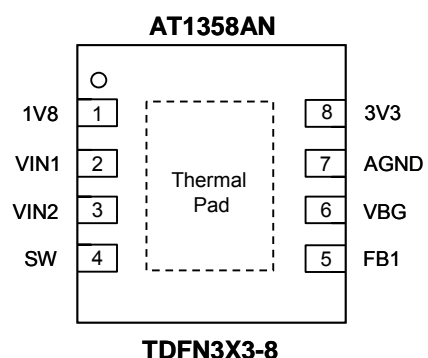 AT1358AN
1V8 1 8 3V3
VIN1 2 7 AGND
Thermal
Pad
VIN2 3 6 VBG
SW 4 5 FB1
TDFN3X3-8